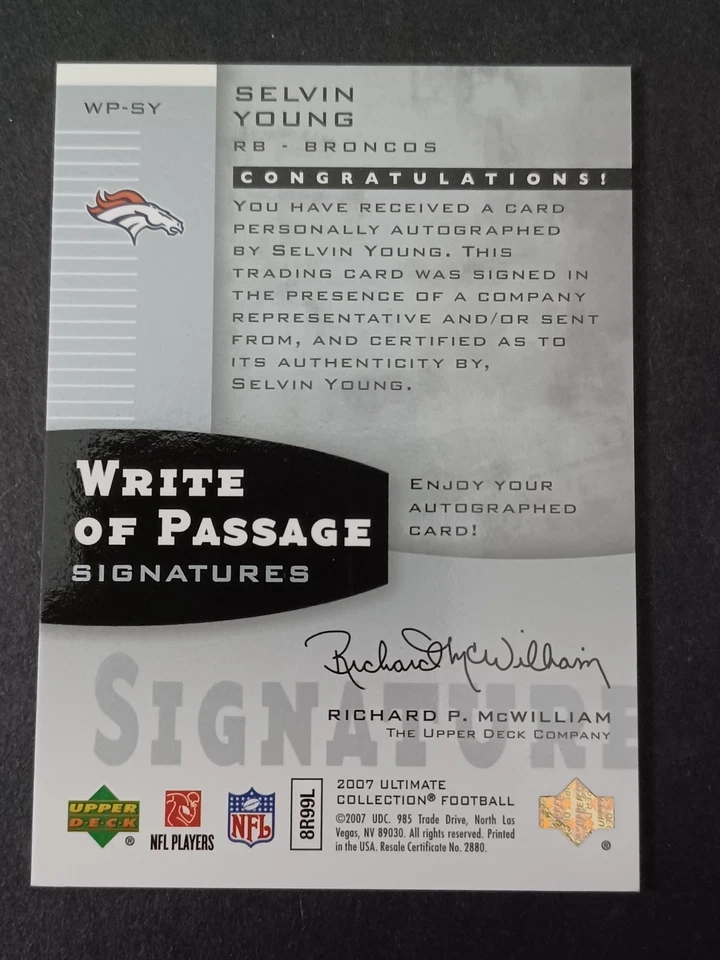 WP-SY
SELVIN
YOUNG
RB - BRONCOS
CONGRATULATIONS!
YOU HAVE RECEIVED A CARD
PERSONALLY AUTOGRAPHED
BY SELVIN YOUNG. THIS
TRADING CARD WAS SIGNED IN
THE PRESENCE OF A COMPANY
REPRESENTATIVE AND/OR SENT
FROM, AND CERTIFIED AS TO
ITS AUTHENTICITY BY,
SELVIN YOUNG.
WRITE
OF PASSAGE
SIGNATURES
ENJOY YOUR
AUTOGRAPHED
CARD!
Richard McWilliam
SIGNATURE
RICHARD P. McWILLIAM
THE UPPER DECK COMPANY
UPPER
DECK
®
NFL PLAYERS
NFL
8R99L
2007 ULTIMATE
COLLECTION® FOOTBALL
©2007 UDC. 985 Trade Drive, North Las
Vegas, NV 89030. All rights reserved. Printed
in the USA. Resale Certificate No. 2880.
®